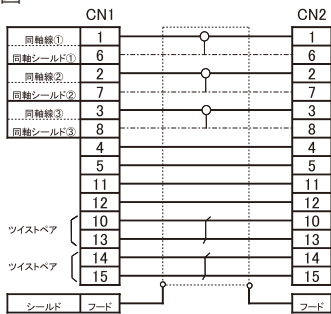 CN1 CN2
同軸線① 1 1
同軸シールド① 6 6
同軸線② 2 2
同軸シールド② 7 7
同軸線③ 3 3
同軸シールド③ 8 8
4 4
5 5
11 11
12 12
ツイストペア 10 10
13 13
ツイストペア 14 14
15 15
シールド フード フード